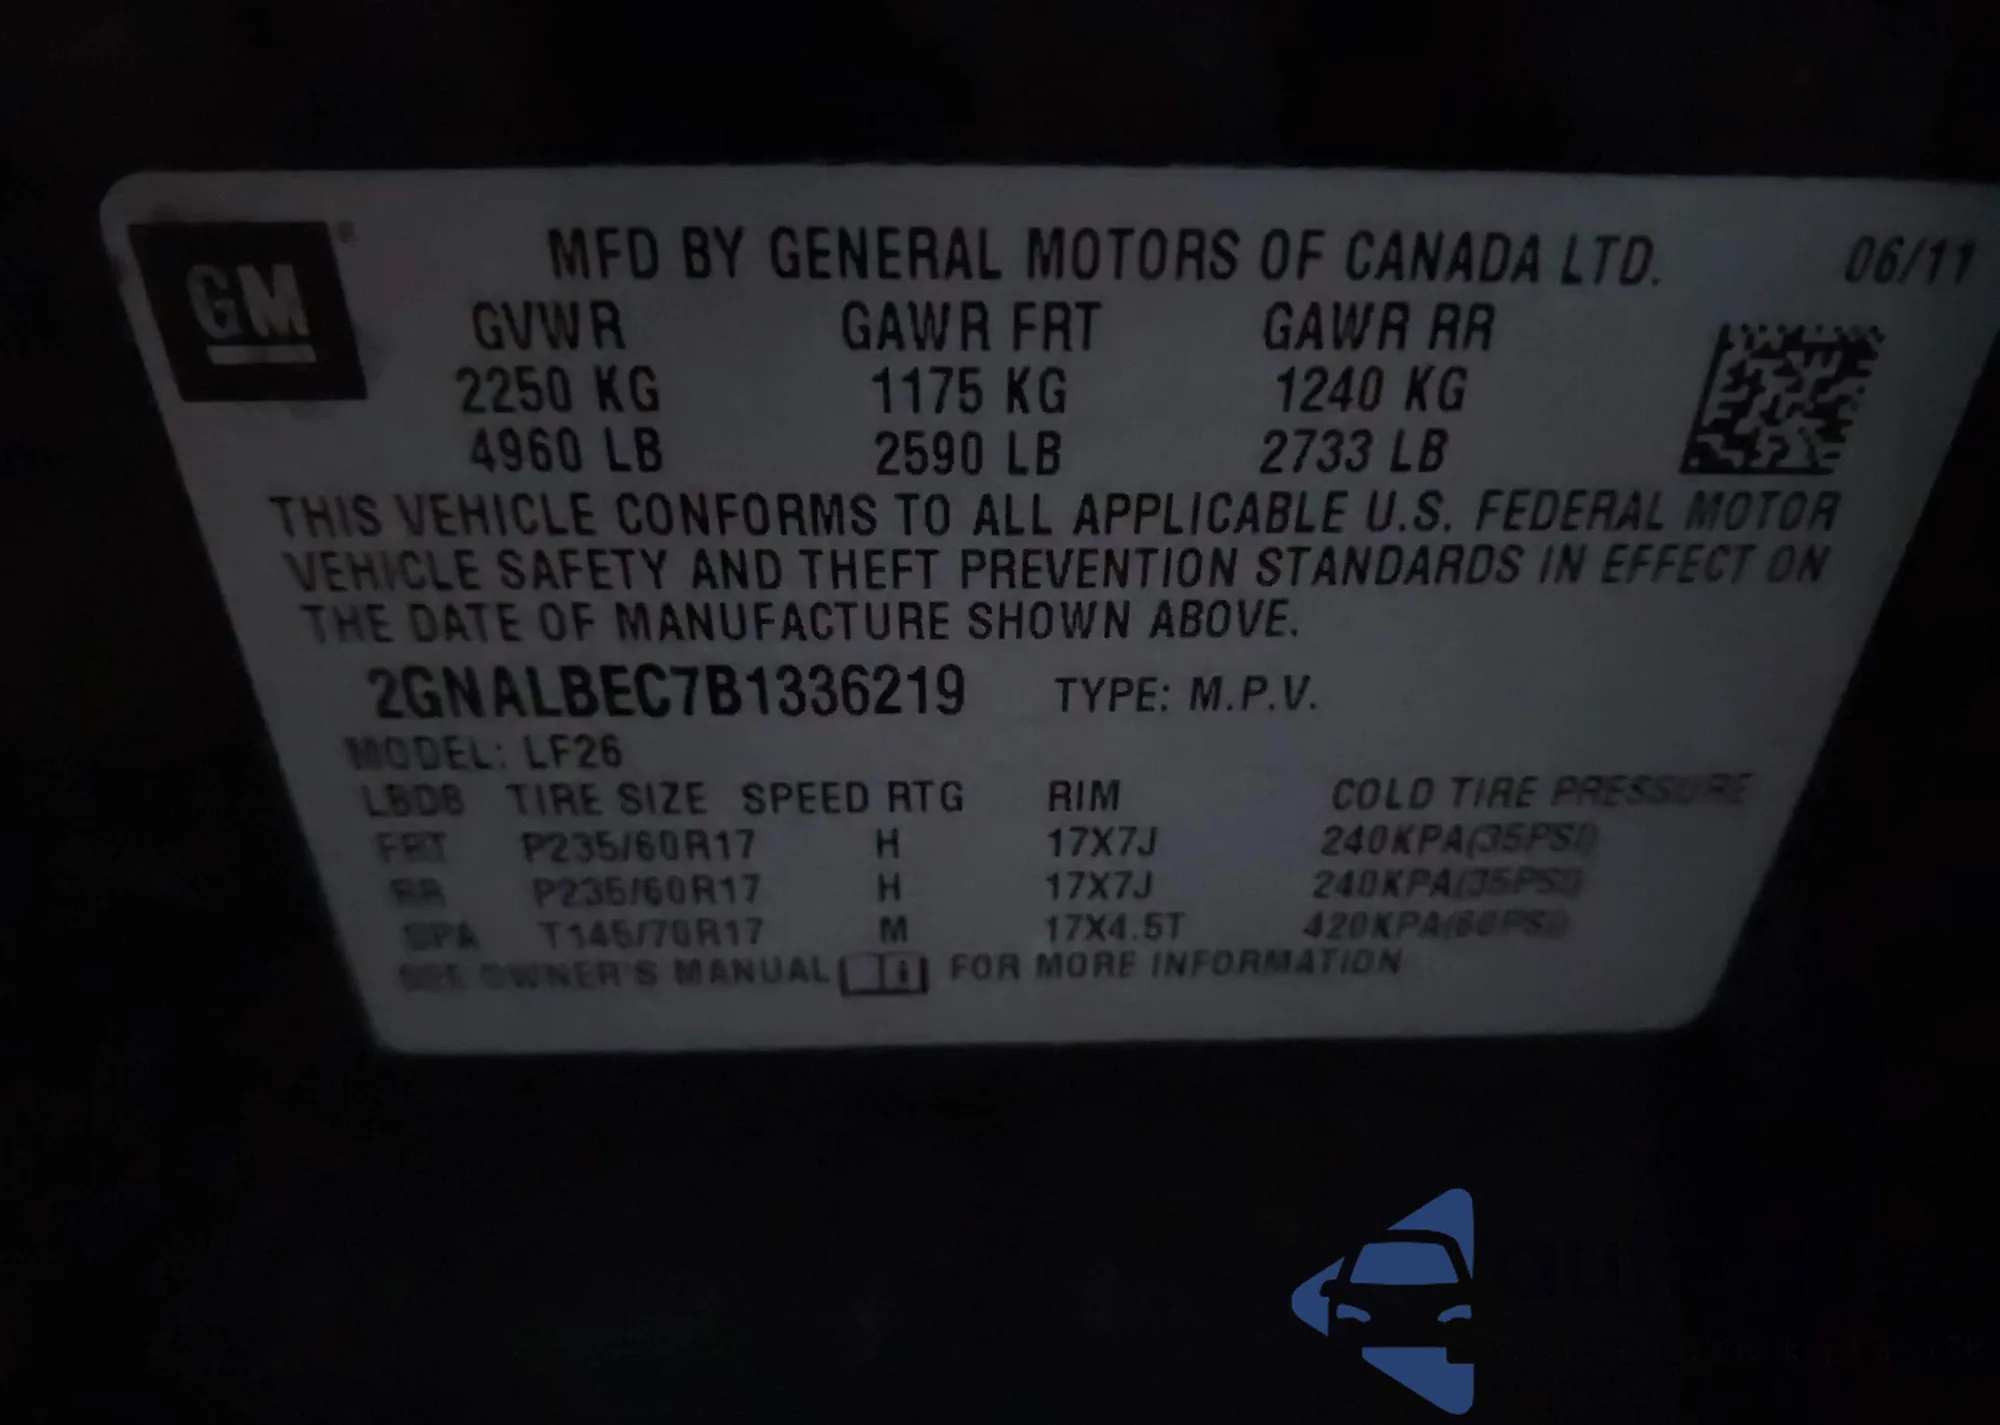 GM ®
MFD BY GENERAL MOTORS OF CANADA LTD. 06/11
GVWR GAWR FRT GAWR RR
2250 KG 1175 KG 1240 KG
4960 LB 2590 LB 2733 LB
THIS VEHICLE CONFORMS TO ALL APPLICABLE U.S. FEDERAL MOTOR
VEHICLE SAFETY AND THEFT PREVENTION STANDARDS IN EFFECT ON
THE DATE OF MANUFACTURE SHOWN ABOVE.
2GNALBEC7B1336219 TYPE: M.P.V.
MODEL: LF26
TIRE SIZE SPEED RTG RIM COLD TIRE PRESSURE
FRT P235/60R17 H 17X7J 240KPA(35PSI)
RR P235/60R17 H 17X7J 240KPA(35PSI)
SPA T145/70R17 M 17X4.5T 420KPA(60PSI)
SEE OWNER'S MANUAL FOR MORE INFORMATION